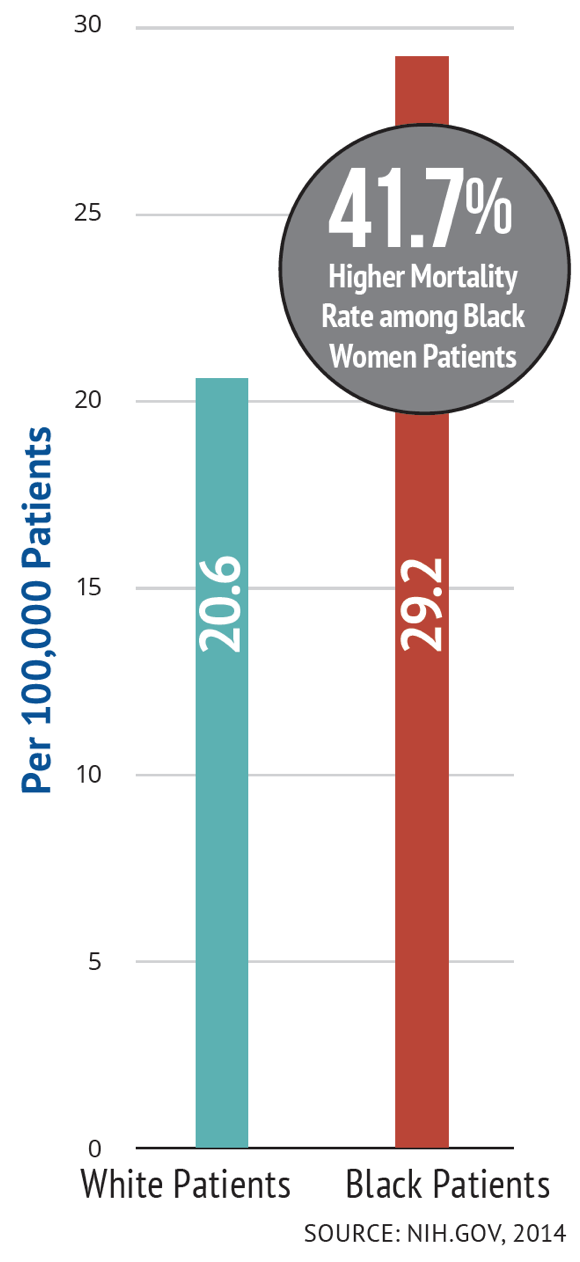 30
25
20
15
10
5
0
Per 100,000 Patients
41.7%
Higher Mortality
Rate among Black
Women Patients
20.6
29.2
White Patients
Black Patients
SOURCE: NIH.GOV, 2014